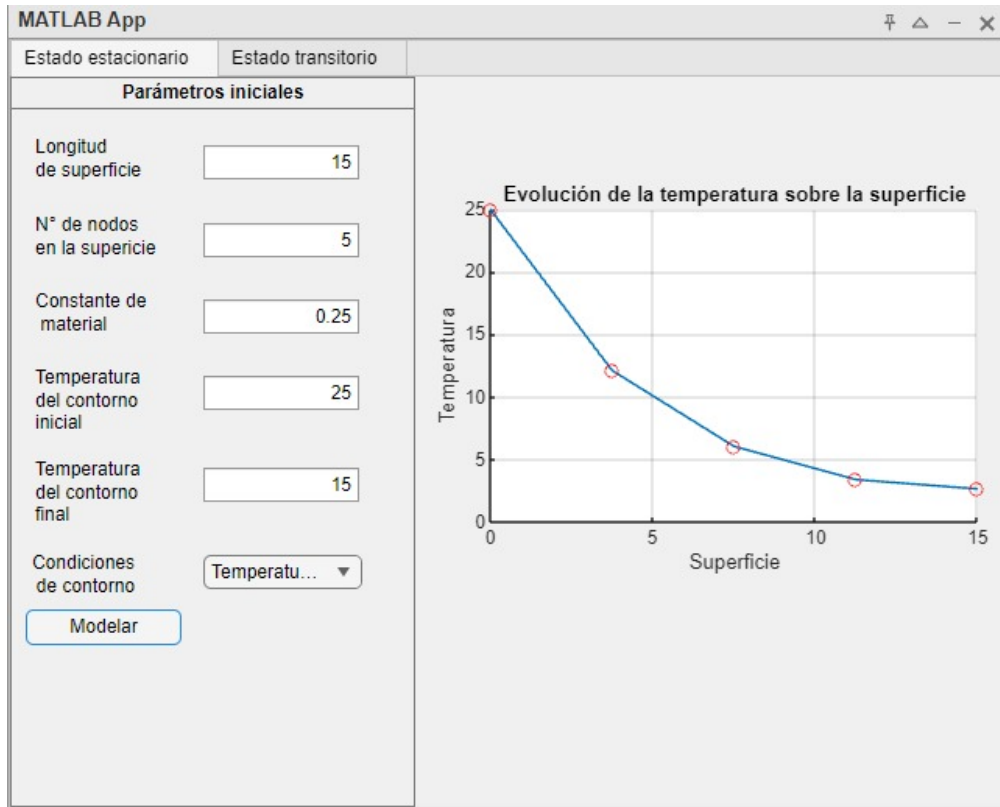 MATLAB App
Estado estacionario
Estado transitorio
Parámetros iniciales
Longitud
de superficie
15
N° de nodos
en la supericie
5
Constante de
material
0.25
Temperatura
del contorno
inicial
25
Temperatura
del contorno
final
15
Condiciones
de contorno
Temperatu...
Modelar
Evolución de la temperatura sobre la superficie
Temperatura
25
20
15
10
5
0
0
5
10
15
Superficie